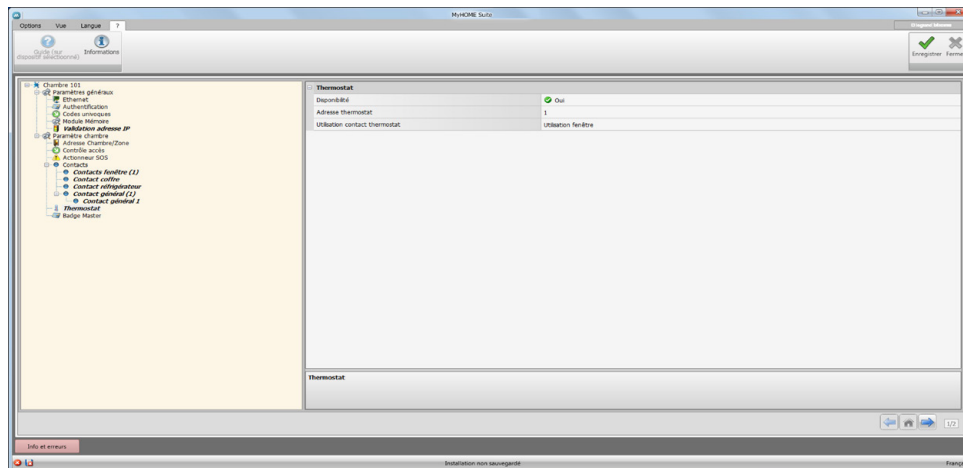 MyHOME Suite
Options Vue Langue ?
Guide (sur
dispositif sélectionné)
Informations
Enregistrer Ferme
Chambre 101
Paramètres généraux
Ethernet
Authentification
Codes univoques
Module Mémoire
Validation adresse IP
Paramètre chambre
Adresse Chambre/Zone
Contrôle accès
Actionneur SOS
Contacts
Contacts fenêtre (1)
Contact coffre
Contact réfrigérateur
Contact général (1)
Contact général 1
Thermostat
Badge Master
Thermostat
Disponibilité Oui
Adresse thermostat 1
Utilisation contact thermostat Utilisation fenêtre
Thermostat
1/2
Info et erreurs
Installation non sauvegardé
França